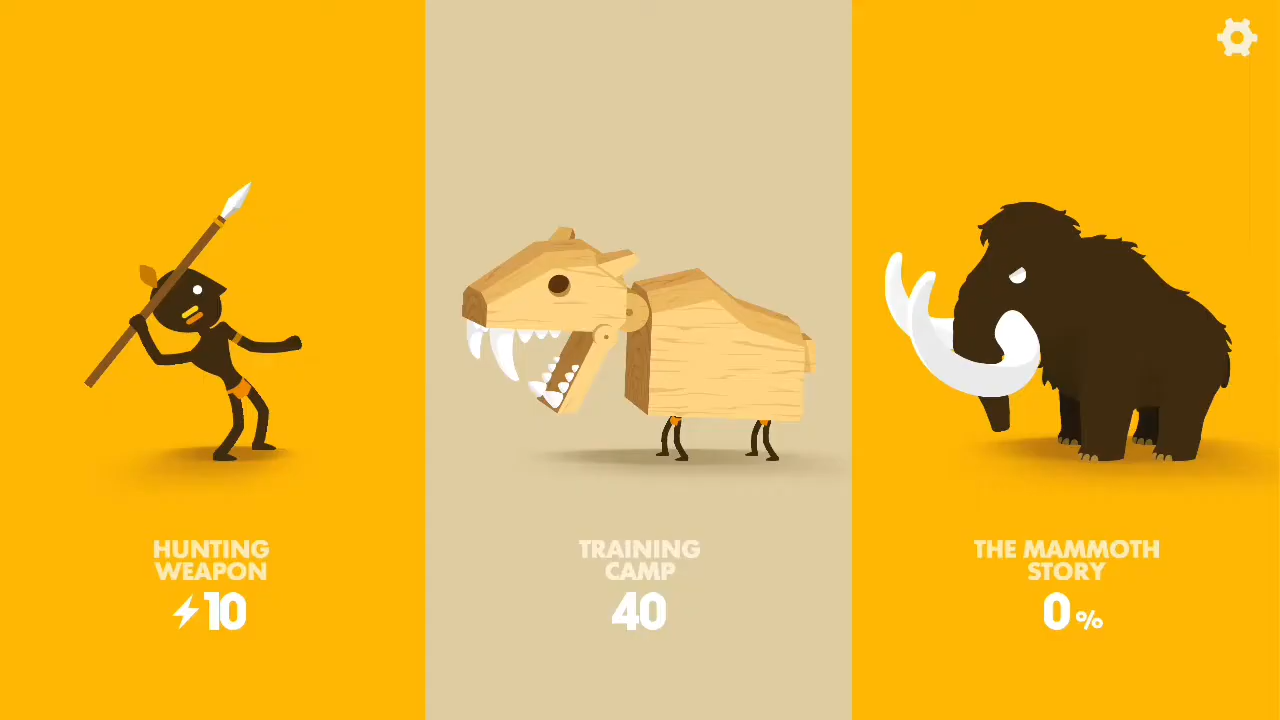 HUNTING
WEAPON
10
TRAINING
CAMP
40
THE MAMMOTH
STORY
0 %